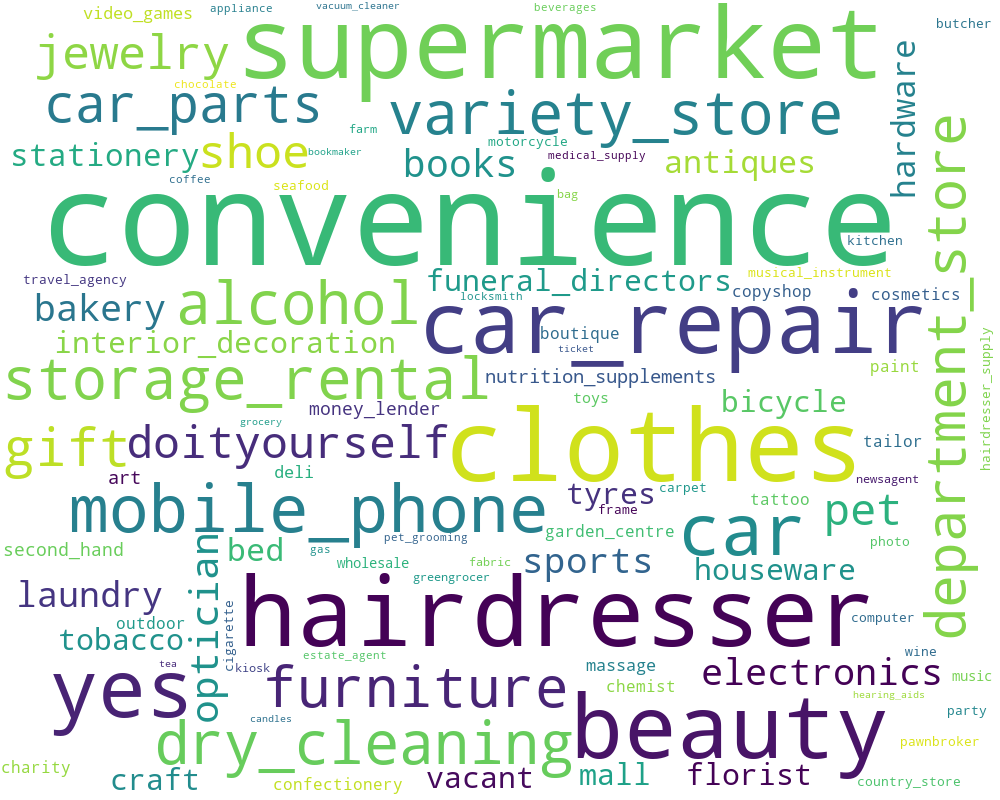 video_games
appliance
vacuum_cleaner
beverages
butcher
jewelry
supermarket
hardware
chocolate
car_parts
variety_store
department_store
farm
motorcycle
stationery
shoe
bookmaker
books
medical_supply
antiques
coffee
seafood
bag
convenience
kitchen
travel_agency
funeral_directors
musical_instrument
bakery
alcohol
locksmith
copyshop
cosmetics
car_repair
interior_decoration
boutique
ticket
hairdresser_supply
storage_rental
nutrition_supplements
paint
money_lender
toys
bicycle
grocery
gift
doityourself
clothes
tailor
art
deli
tyres
carpet
newsagent
mobile_phone
frame
tattoo
pet
car
second_hand
opticians
bed
pet_grooming
garden_centre
photo
gas
wholesale
fabric
sports
houseware
greengrocer
laundry
hairdresser
outdoor
cigarette
computer
tobacco
estate_agent
wine
yes
tea
kiosk
massage
electronics
music
furniture
chemist
hearing_aids
candles
beauty
party
dry_cleaning
pawnbroker
charity
craft
confectionery
vacant
mall
florist
country_store